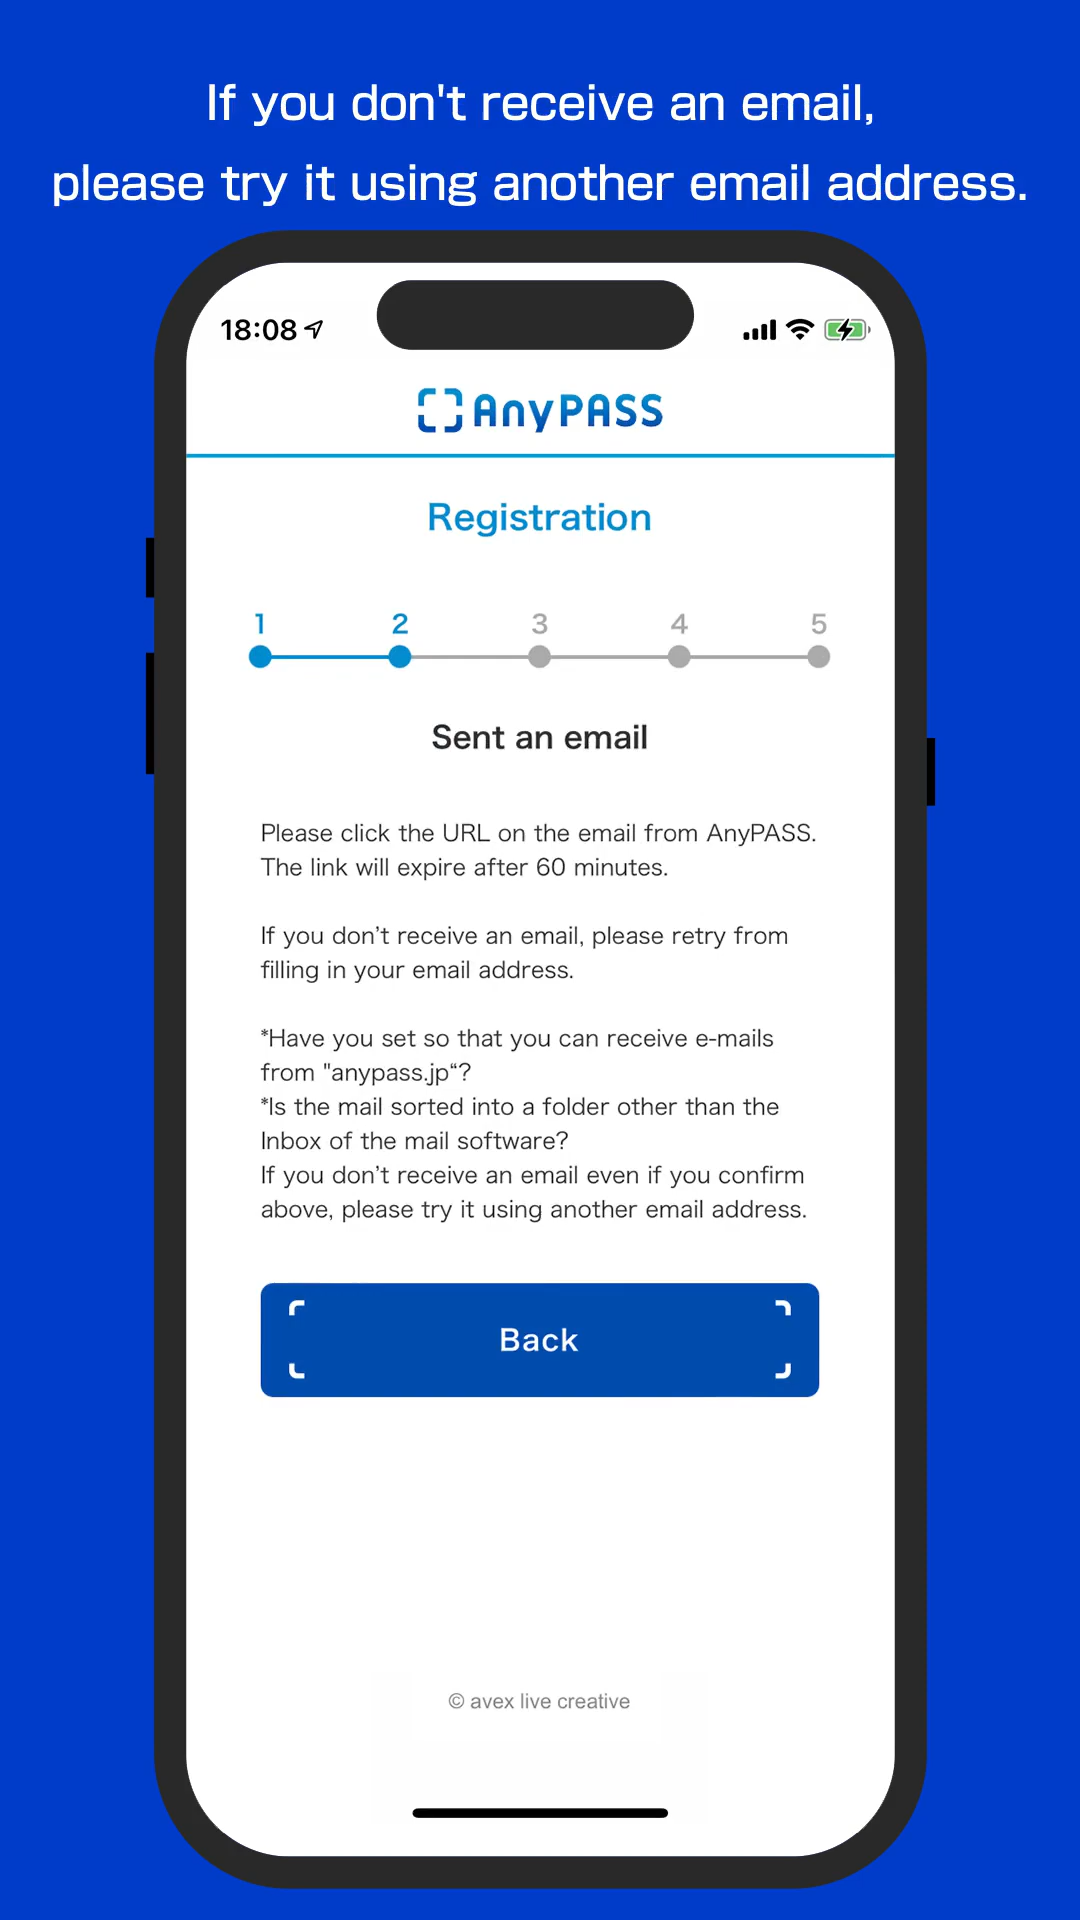 If you don't receive an email,
please try it using another email address.
18:08
AnyPASS
Registration
1 2 3 4 5
Sent an email
Please click the URL on the email from AnyPASS.
The link will expire after 60 minutes.
If you don’t receive an email, please retry from
filling in your email address.
*Have you set so that you can receive e-mails
from "anypass.jp“?
*Is the mail sorted into a folder other than the
Inbox of the mail software?
If you don’t receive an email even if you confirm
above, please try it using another email address.
Back
© avex live creative